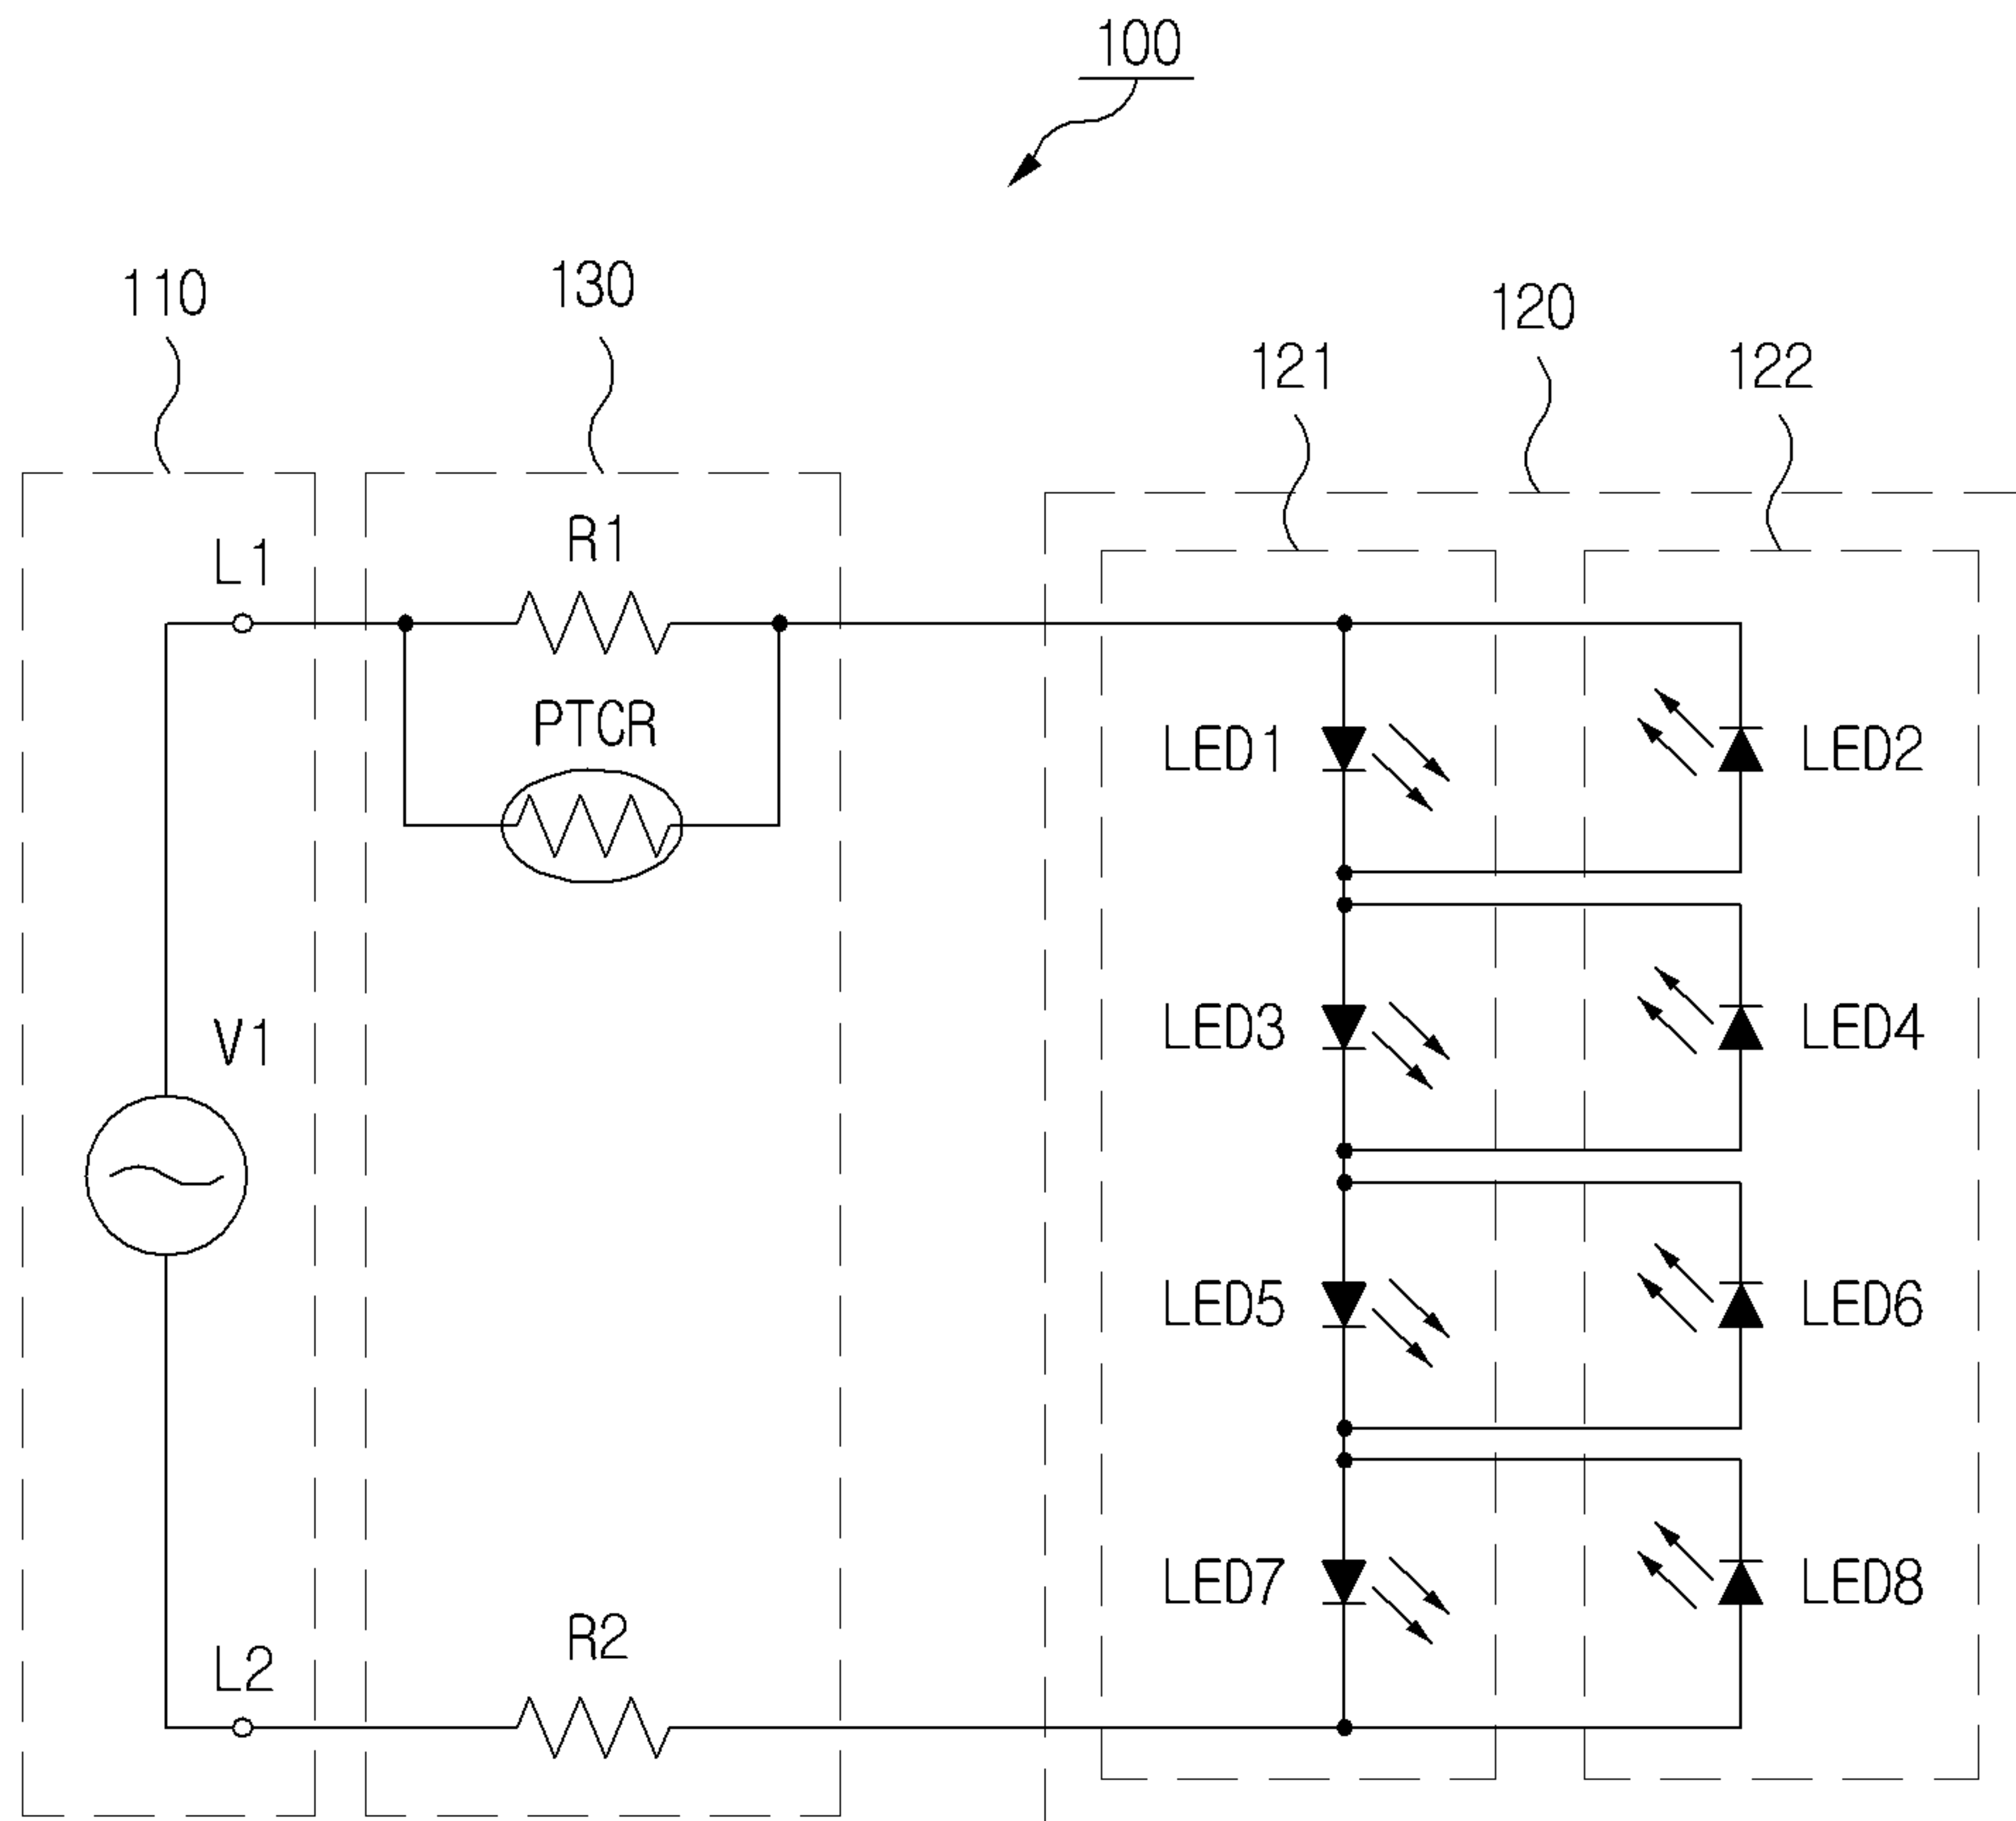 100
110
130
120
121
122
L1
R1
PTCR
LED1
LED2
V1
LED3
LED4
LED5
LED6
LED7
LED8
L2
R2